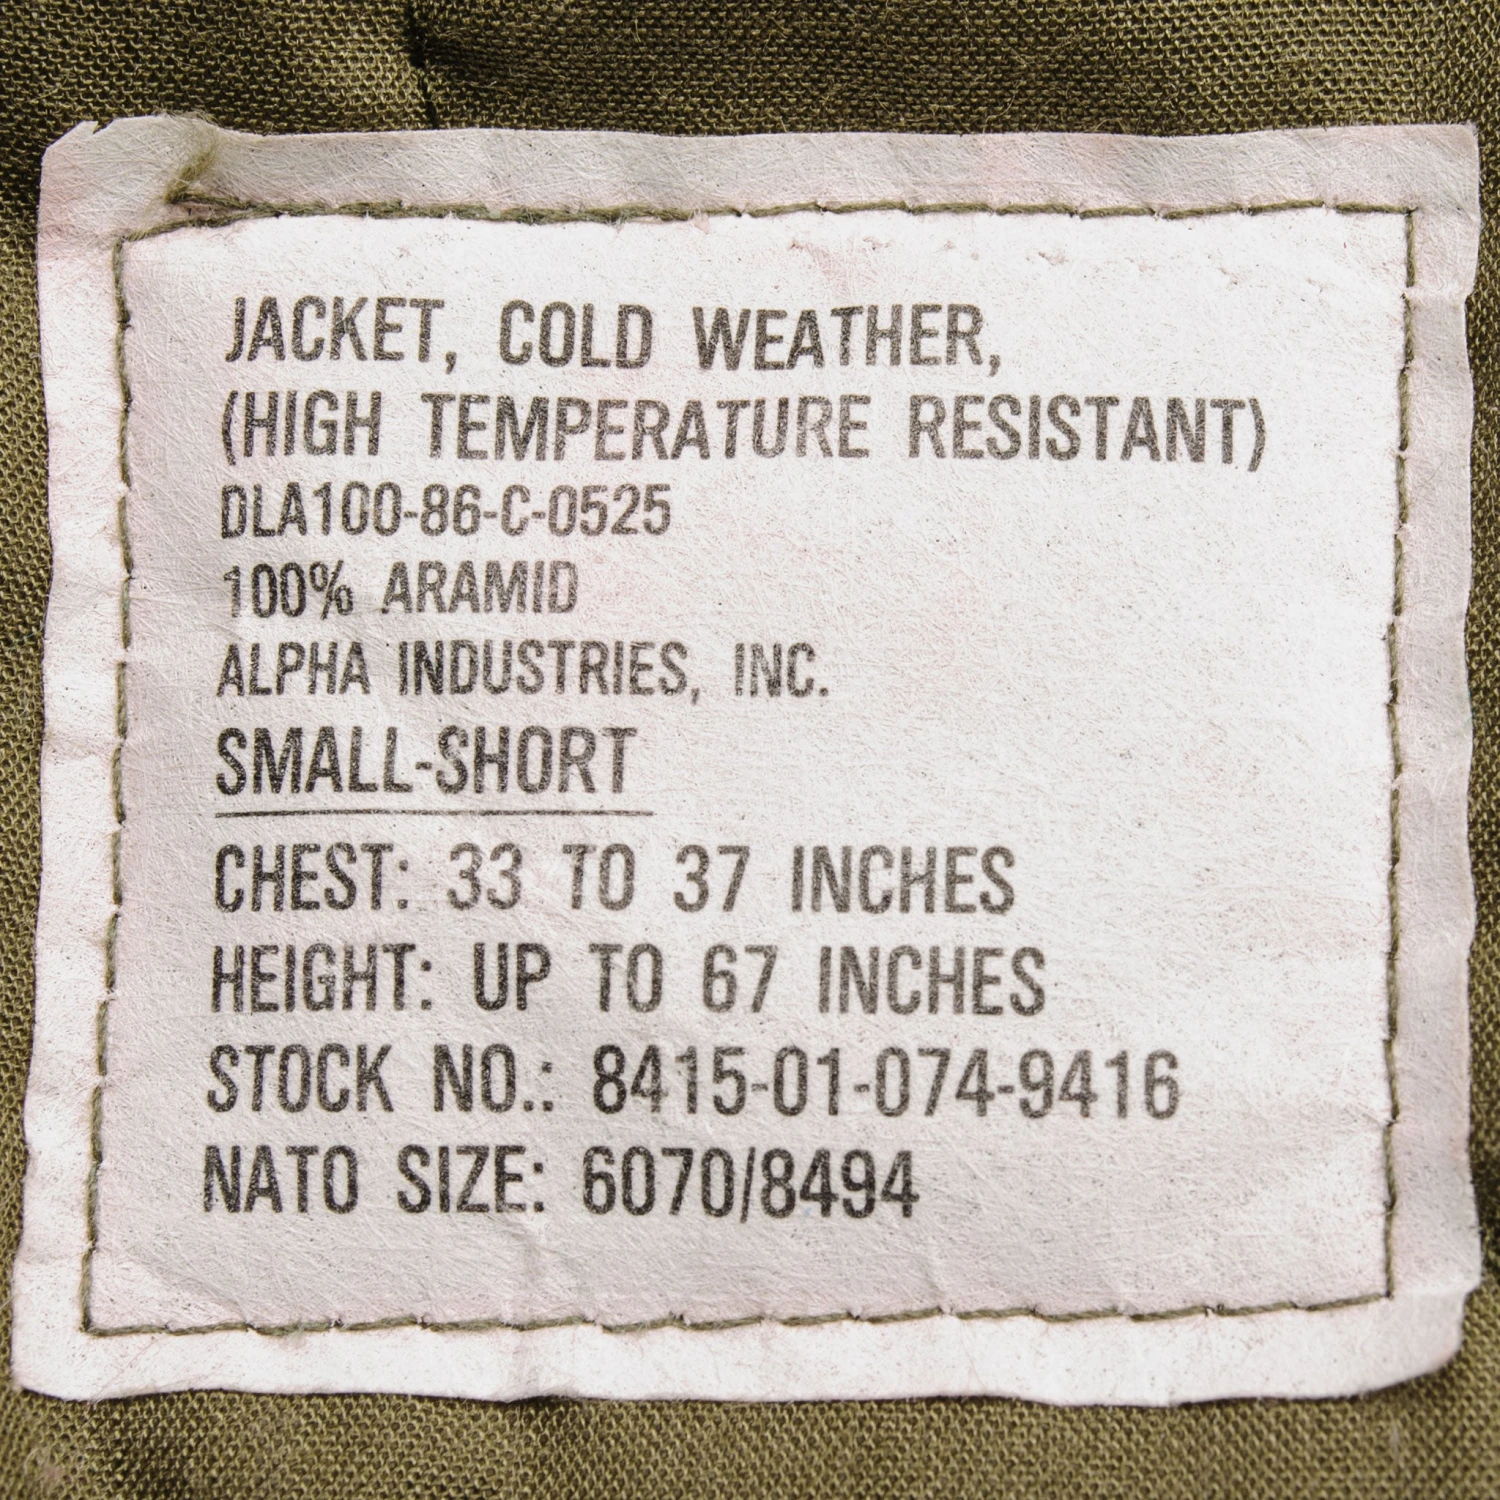 JACKET, COLD WEATHER,
(HIGH TEMPERATURE RESISTANT)
DLA100-86-C-0525
100% ARAMID
ALPHA INDUSTRIES, INC.
SMALL-SHORT
CHEST: 33 TO 37 INCHES
HEIGHT: UP TO 67 INCHES
STOCK NO.: 8415-01-074-9416
NATO SIZE: 6070/8494